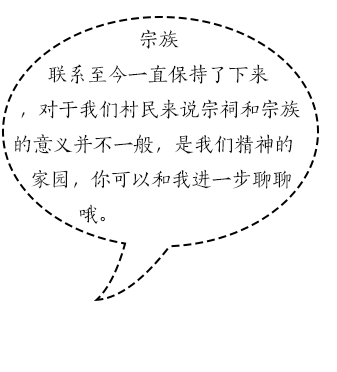 宗族
联系至今一直保持了下来
，对于我们村民来说宗祠和宗族
的意义并不一般，是我们精神的
家园，你可以和我进一步聊聊
哦。